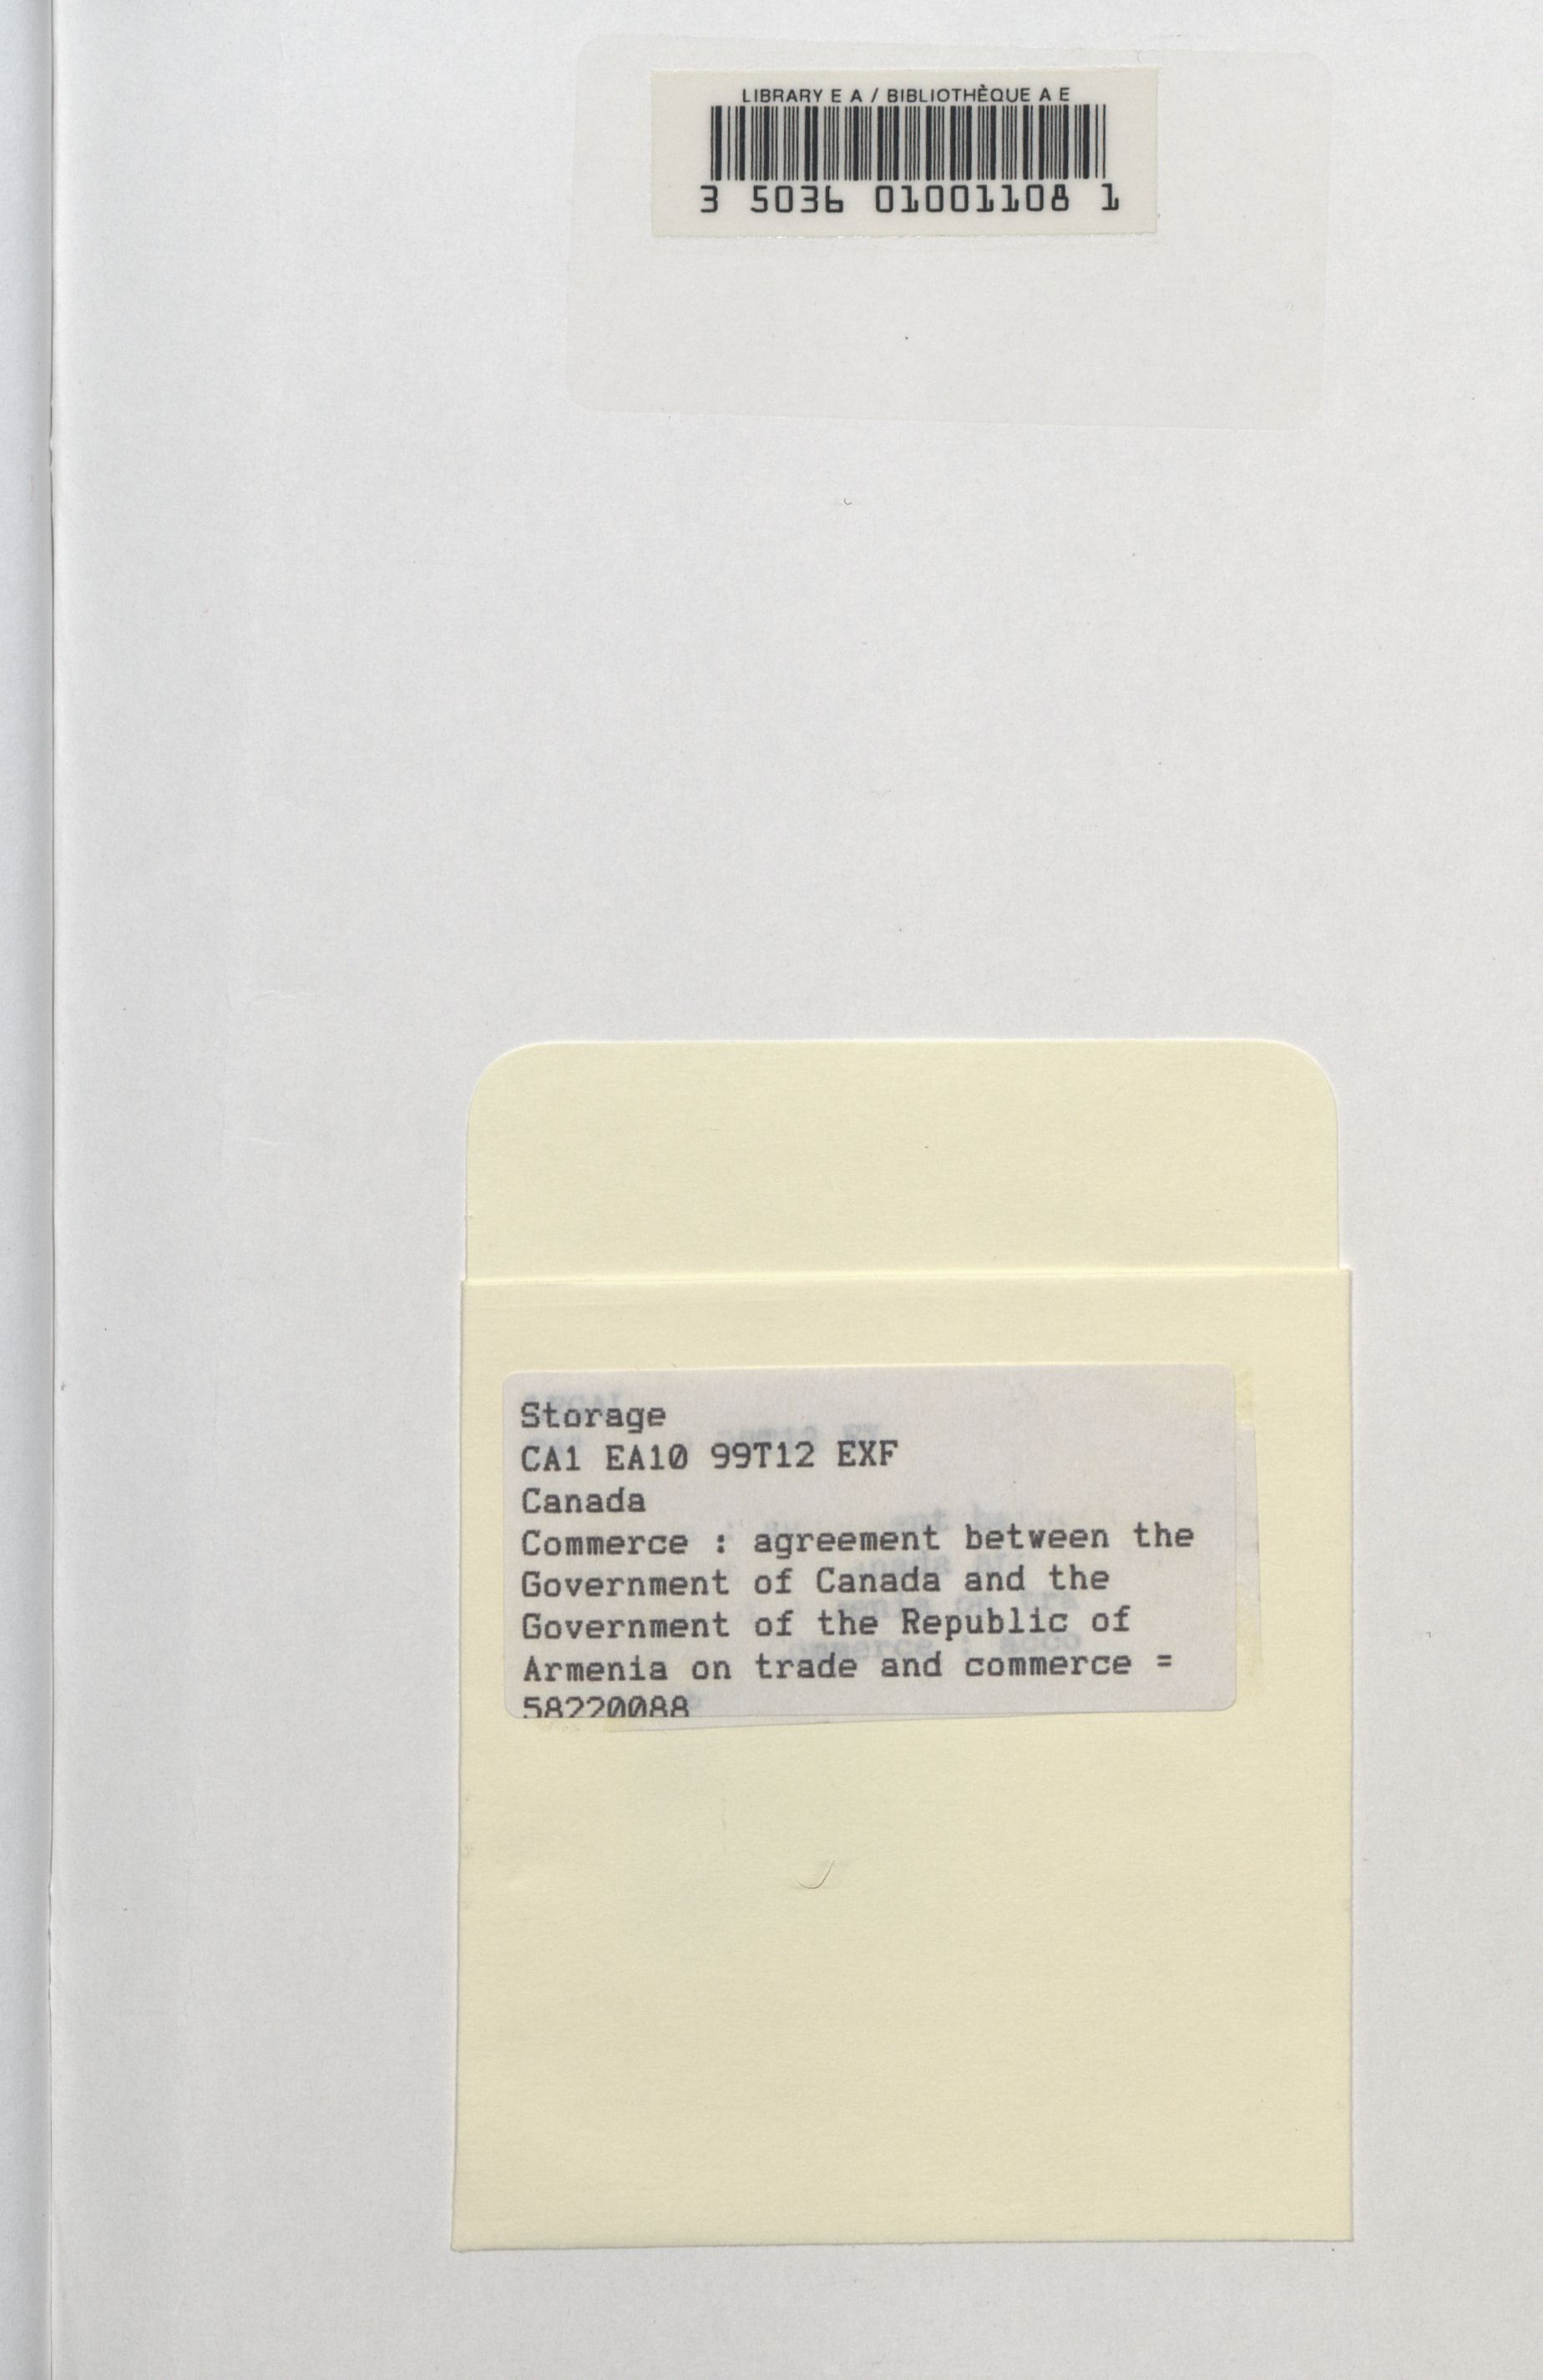 LIBRARY E A / BIBLIOTHÈQUE A E
3 5036 01001108 1
Storage
CA1 EA10 99T12 EXF
Canada
Commerce : agreement between the
Government of Canada and the
Government of the Republic of
Armenia on trade and commerce =
58220088